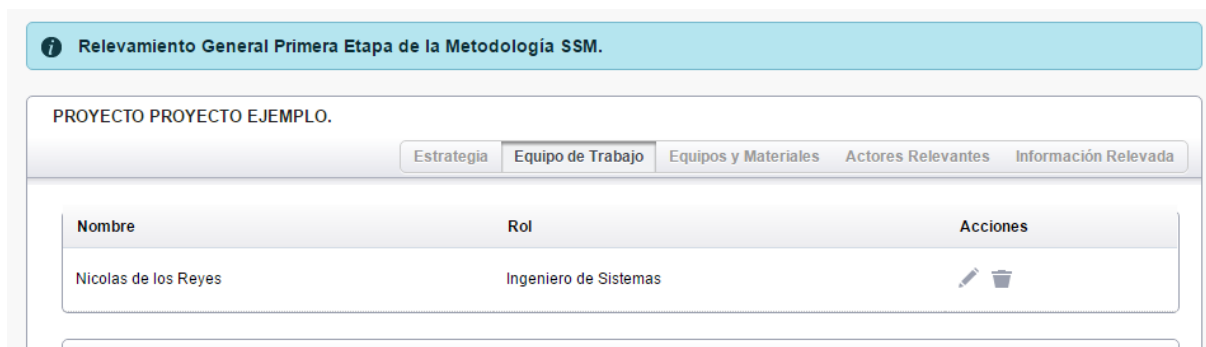 Relevamiento General Primera Etapa de la Metodología SSM.
PROYECTO PROYECTO EJEMPLO.
Estrategia Equipo de Trabajo Equipos y Materiales Actores Relevantes Información Relevada
Nombre Rol Acciones
Nicolas de los Reyes Ingeniero de Sistemas